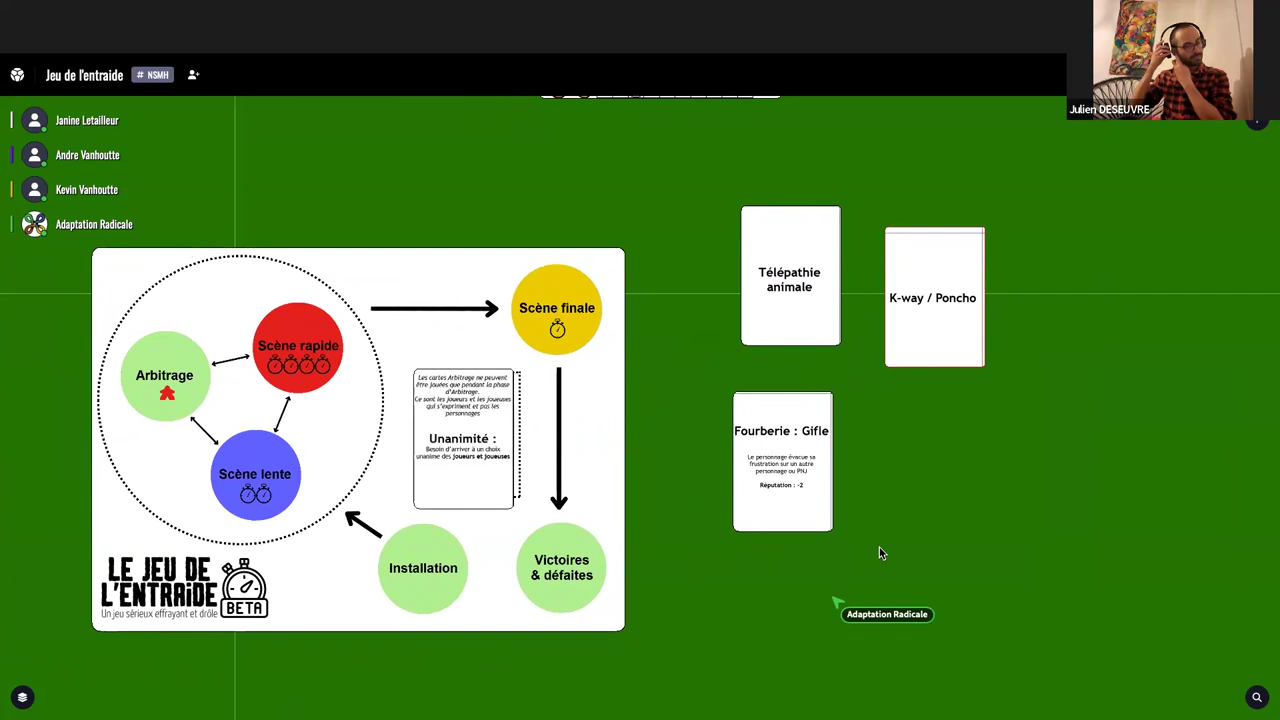 Jeu de l'entraide
# NSMH
Julien DESEUVRE
Janine Letailleur
Andre Vanhoutte
Kevin Vanhoutte
Adaptation Radicale
Scène rapide
Arbitrage
Scène lente
Scène finale
Les cartes Arbitrage ne peuvent
être jouées que pendant la phase
d'Arbitrage.
Ce sont les joueurs et les joueuses
qui s'expriment et pas les
personnages
Unanimité :
Besoin d'arriver à un choix
unanime des joueurs et joueuses
Installation
Victoires
& défaites
LE JEU DE
L'ENTRAIDE
BETA
Un jeu sérieux effrayant et drôle
Télépathie
animale
K-way / Poncho
Fourberie : Gifle
Le personnage évacue sa
frustration sur un autre
personnage ou PNJ
Réputation : -2
Adaptation Radicale